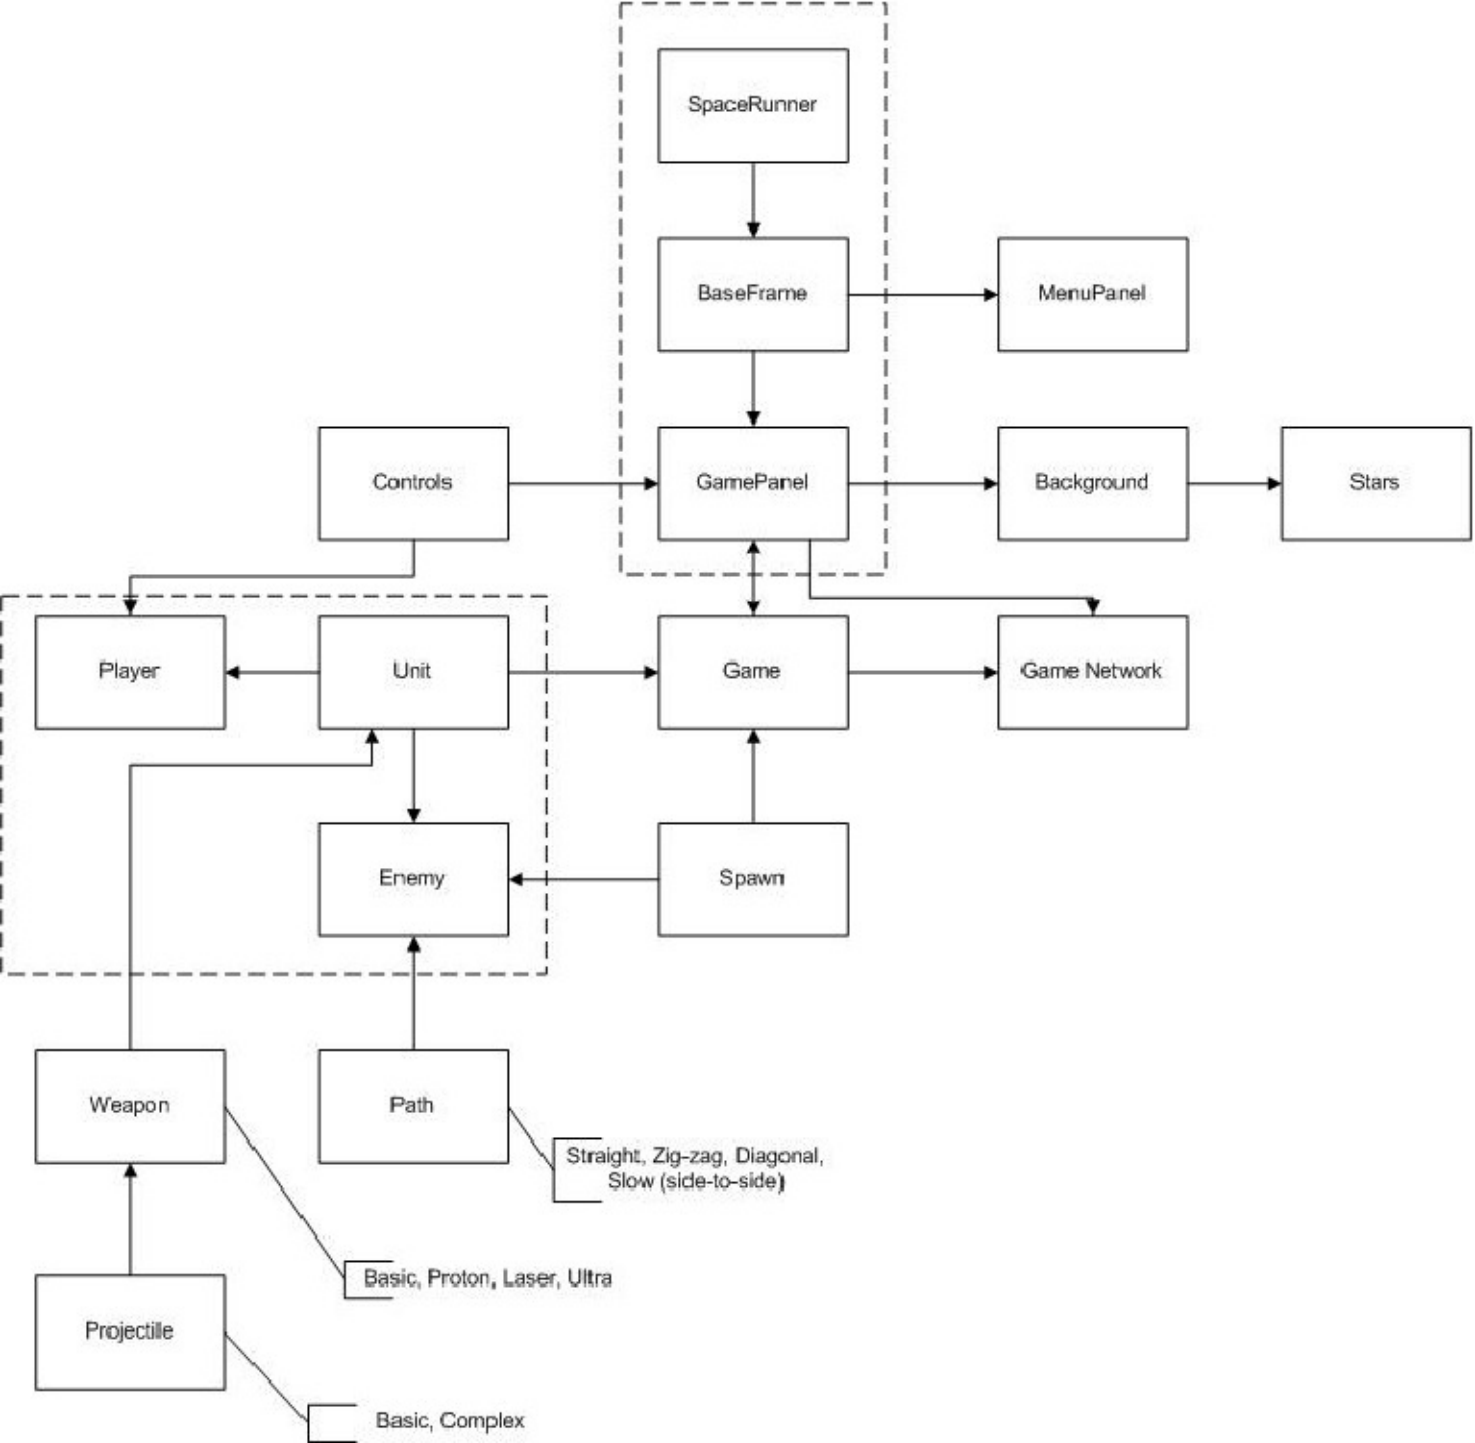 SpaceRunner
BaseFrame
MenuPanel
Controls
GamePanel
Background
Stars
Player
Unit
Game
Game Network
Enemy
Spawn
Weapon
Path
Straight, Zig-zag, Diagonal,
Slow (side-to-side)
Basic, Proton, Laser, Ultra
Projectile
Basic, Complex